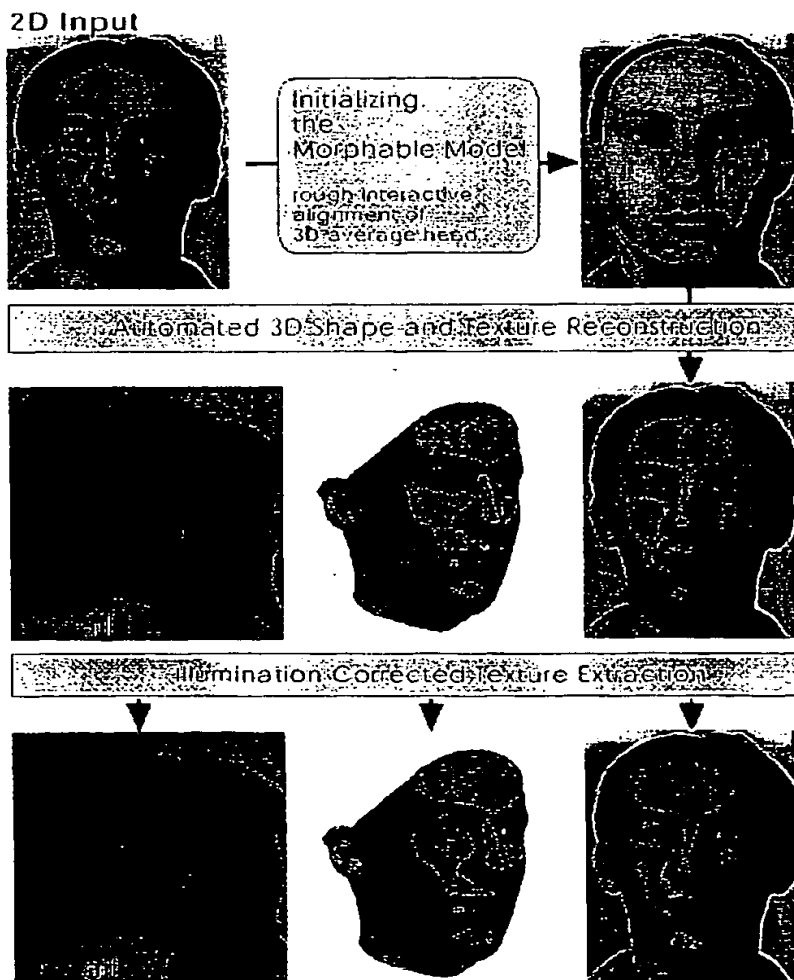 2D Input
Initializing
the
Morphable Model
rough interactive
alignment of
3D average head
Automated 3D Shape and Texture Reconstruction
Illumination Corrected Texture Extraction